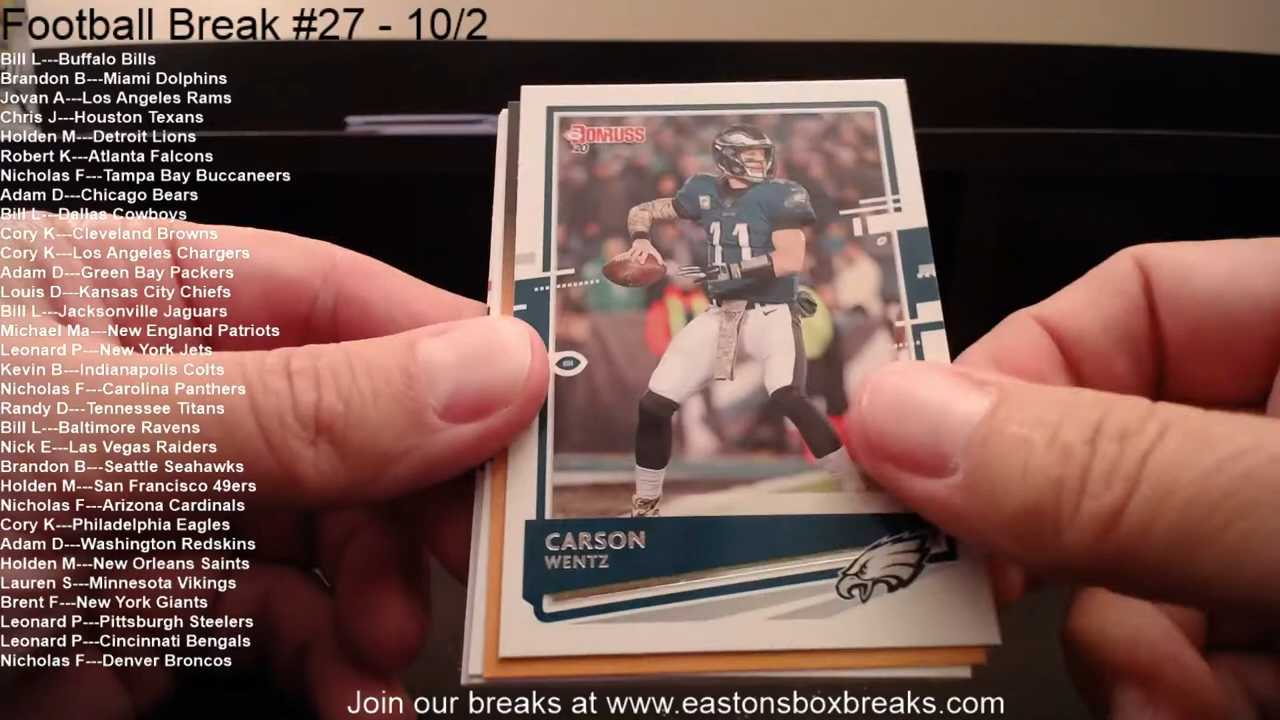 Football Break #27 - 10/2
Bill L---Buffalo Bills
Brandon B---Miami Dolphins
Jovan A---Los Angeles Rams
Chris J---Houston Texans
Holden M---Detroit Lions
Robert K---Atlanta Falcons
Nicholas F---Tampa Bay Buccaneers
Adam D---Chicago Bears
Bill L---Dallas Cowboys
Cory K---Cleveland Browns
Cory K---Los Angeles Chargers
Adam D---Green Bay Packers
Louis D---Kansas City Chiefs
Bill L---Jacksonville Jaguars
Michael Ma---New England Patriots
Leonard P---New York Jets
Kevin B---Indianapolis Colts
Nicholas F---Carolina Panthers
Randy D---Tennessee Titans
Bill L---Baltimore Ravens
Nick E---Las Vegas Raiders
Brandon B---Seattle Seahawks
Holden M---San Francisco 49ers
Nicholas F---Arizona Cardinals
Cory K---Philadelphia Eagles
Adam D---Washington Redskins
Holden M---New Orleans Saints
Lauren S---Minnesota Vikings
Brent F---New York Giants
Leonard P---Pittsburgh Steelers
Leonard P---Cincinnati Bengals
Nicholas F---Denver Broncos
DONRUSS
20
11
CARSON
WENTZ
Join our breaks at www.eastonsboxbreaks.com